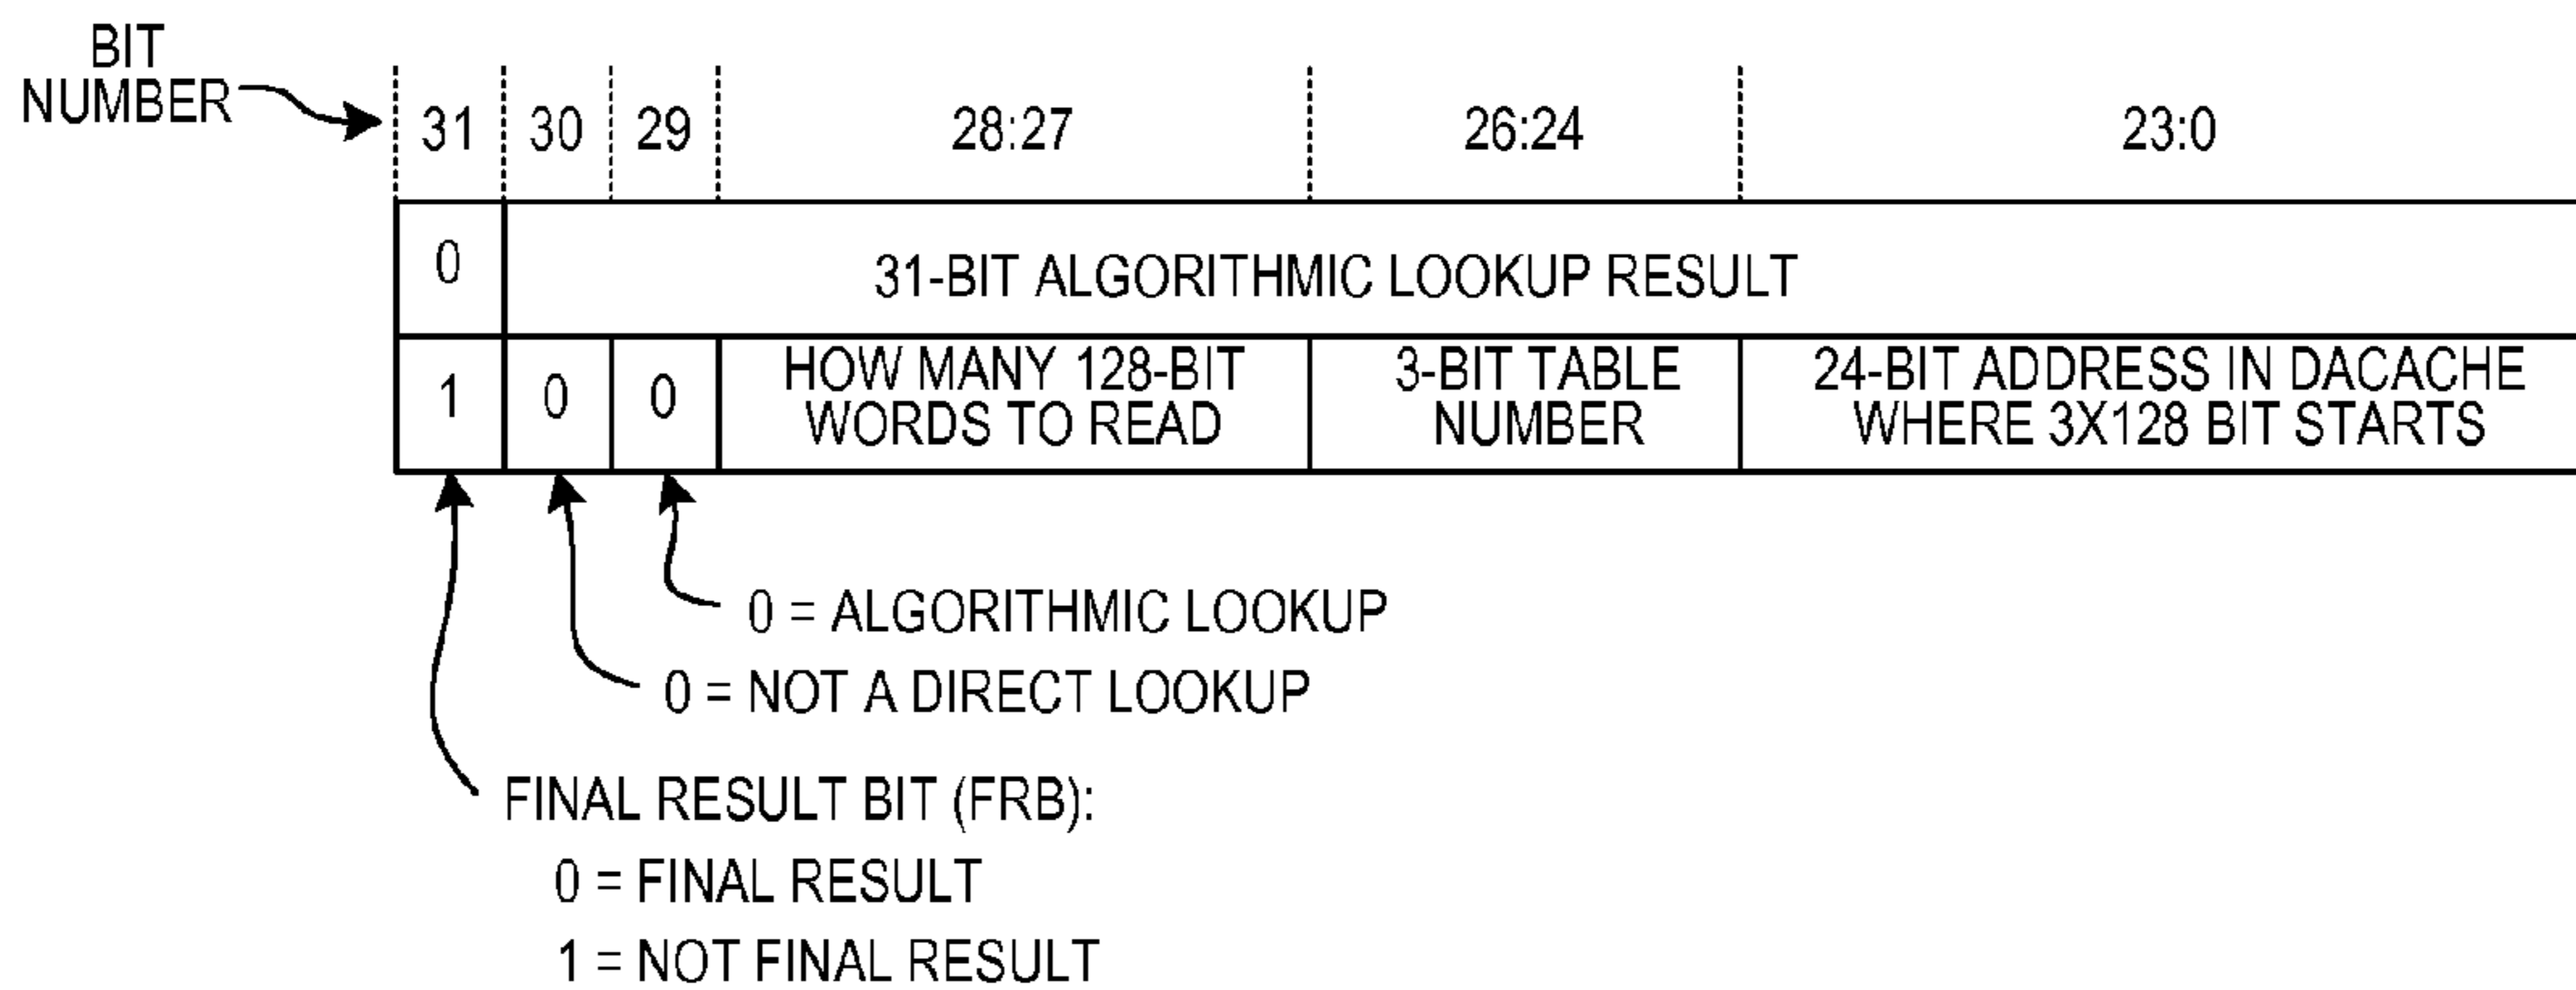 BIT
NUMBER
31 30 29 28:27 26:24 23:0
0 31-BIT ALGORITHMIC LOOKUP RESULT
1 0 0 HOW MANY 128-BIT
WORDS TO READ
3-BIT TABLE
NUMBER
24-BIT ADDRESS IN DACACHE
WHERE 3X128 BIT STARTS
0 = ALGORITHMIC LOOKUP
0 = NOT A DIRECT LOOKUP
FINAL RESULT BIT (FRB):
0 = FINAL RESULT
1 = NOT FINAL RESULT